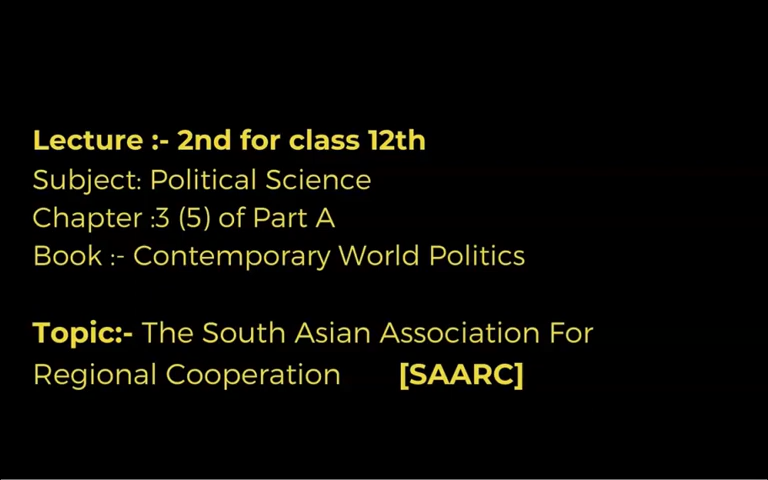 Lecture :- 2nd for class 12th
Subject: Political Science
Chapter :3 (5) of Part A
Book :- Contemporary World Politics
Topic:- The South Asian Association For
Regional Cooperation [SAARC]